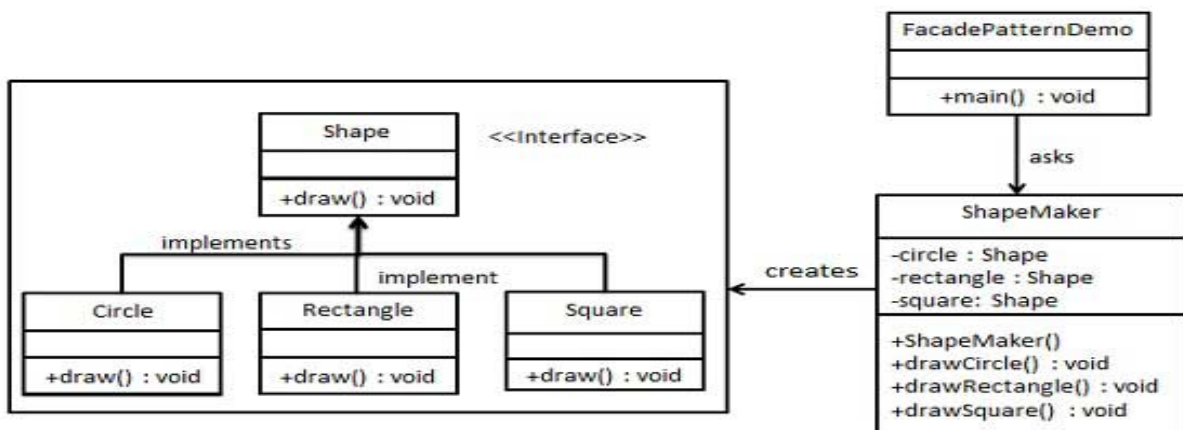 FacadePatternDemo
+main() : void
asks
Shape
<<Interface>>
+draw() : void
implements
implement
Circle
+draw() : void
Rectangle
+draw() : void
Square
+draw() : void
creates
ShapeMaker
-circle : Shape
-rectangle : Shape
-square: Shape
+ShapeMaker()
+drawCircle() : void
+drawRectangle() : void
+drawSquare() : void